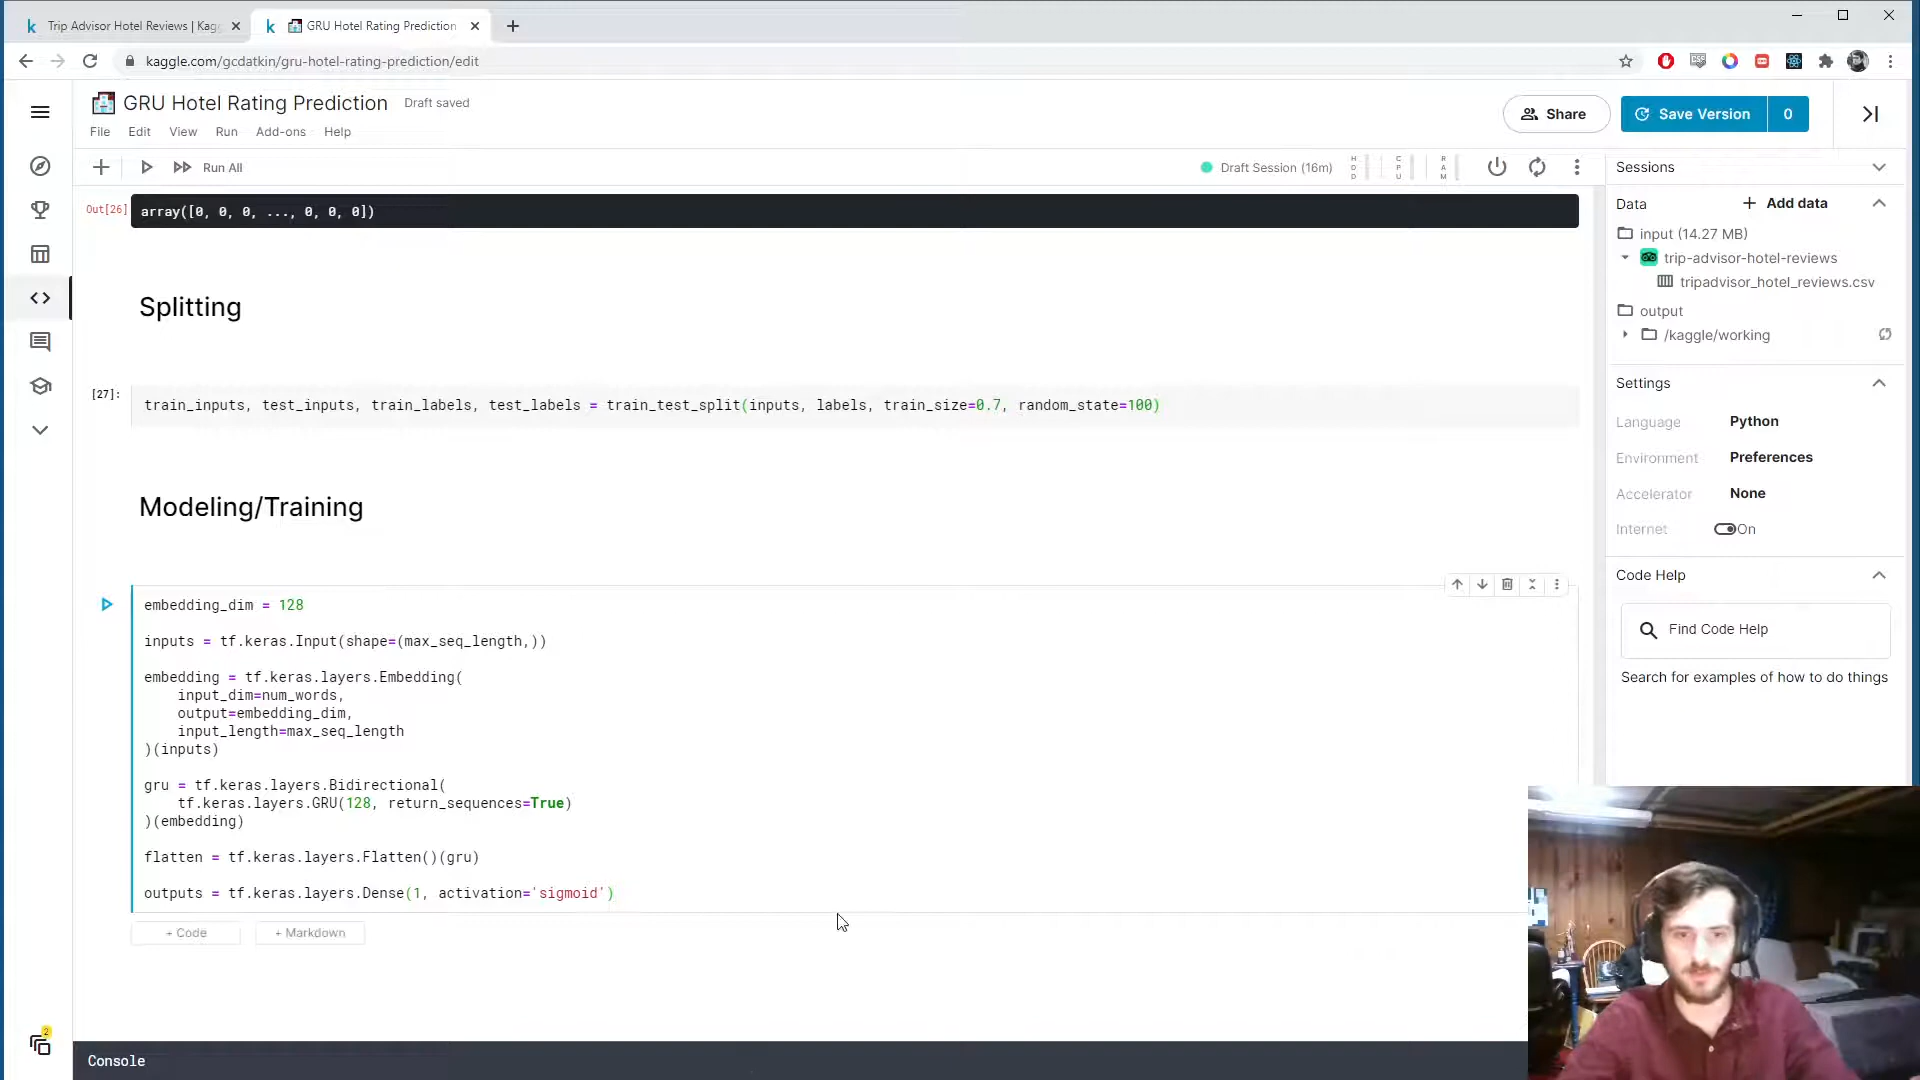 Trip Advisor Hotel Reviews | Kag
GRU Hotel Rating Prediction
kaggle.com/gcdatkin/gru-hotel-rating-prediction/edit
GRU Hotel Rating Prediction
Draft saved
File Edit View Run Add-ons Help
Share
Save Version
0
Run All
Draft Session (16m)
HDD
CPU
RAM
Out[26]
array([0, 0, 0, ..., 0, 0, 0])
Splitting
[27]:
train_inputs, test_inputs, train_labels, test_labels = train_test_split(inputs, labels, train_size=0.7, random_state=100)
Modeling/Training
embedding_dim = 128
inputs = tf.keras.Input(shape=(max_seq_length,))
embedding = tf.keras.layers.Embedding(
input_dim=num_words,
output=embedding_dim,
input_length=max_seq_length
)(inputs)
gru = tf.keras.layers.Bidirectional(
tf.keras.layers.GRU(128, return_sequences=True)
)(embedding)
flatten = tf.keras.layers.Flatten()(gru)
outputs = tf.keras.layers.Dense(1, activation='sigmoid')
+ Code
+ Markdown
2
Console
Sessions
Data
+ Add data
input (14.27 MB)
trip-advisor-hotel-reviews
tripadvisor_hotel_reviews.csv
output
/kaggle/working
Settings
Language Python
Environment Preferences
Accelerator None
Internet On
Code Help
Find Code Help
Search for examples of how to do things